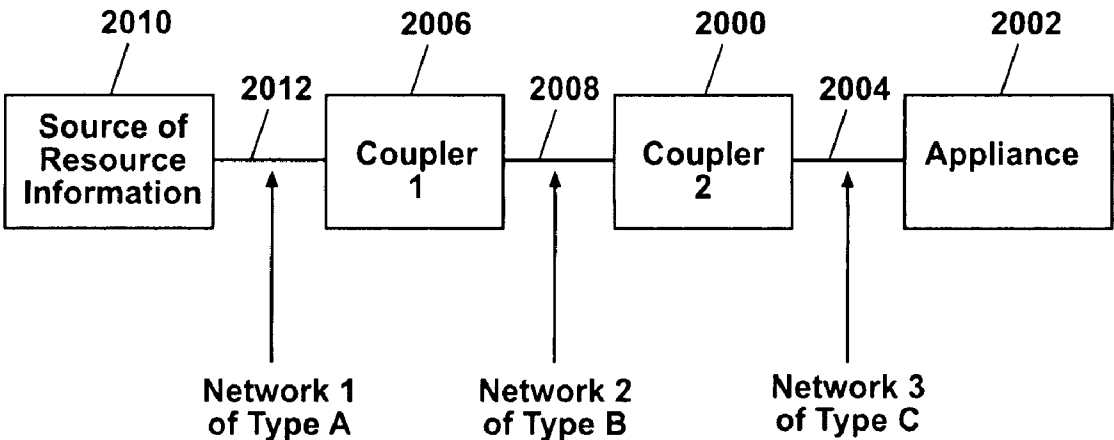 2010
2006
2000
2002
2012
2008
2004
Source of
Resource
Information
Coupler
1
Coupler
2
Appliance
Network 1
of Type A
Network 2
of Type B
Network 3
of Type C